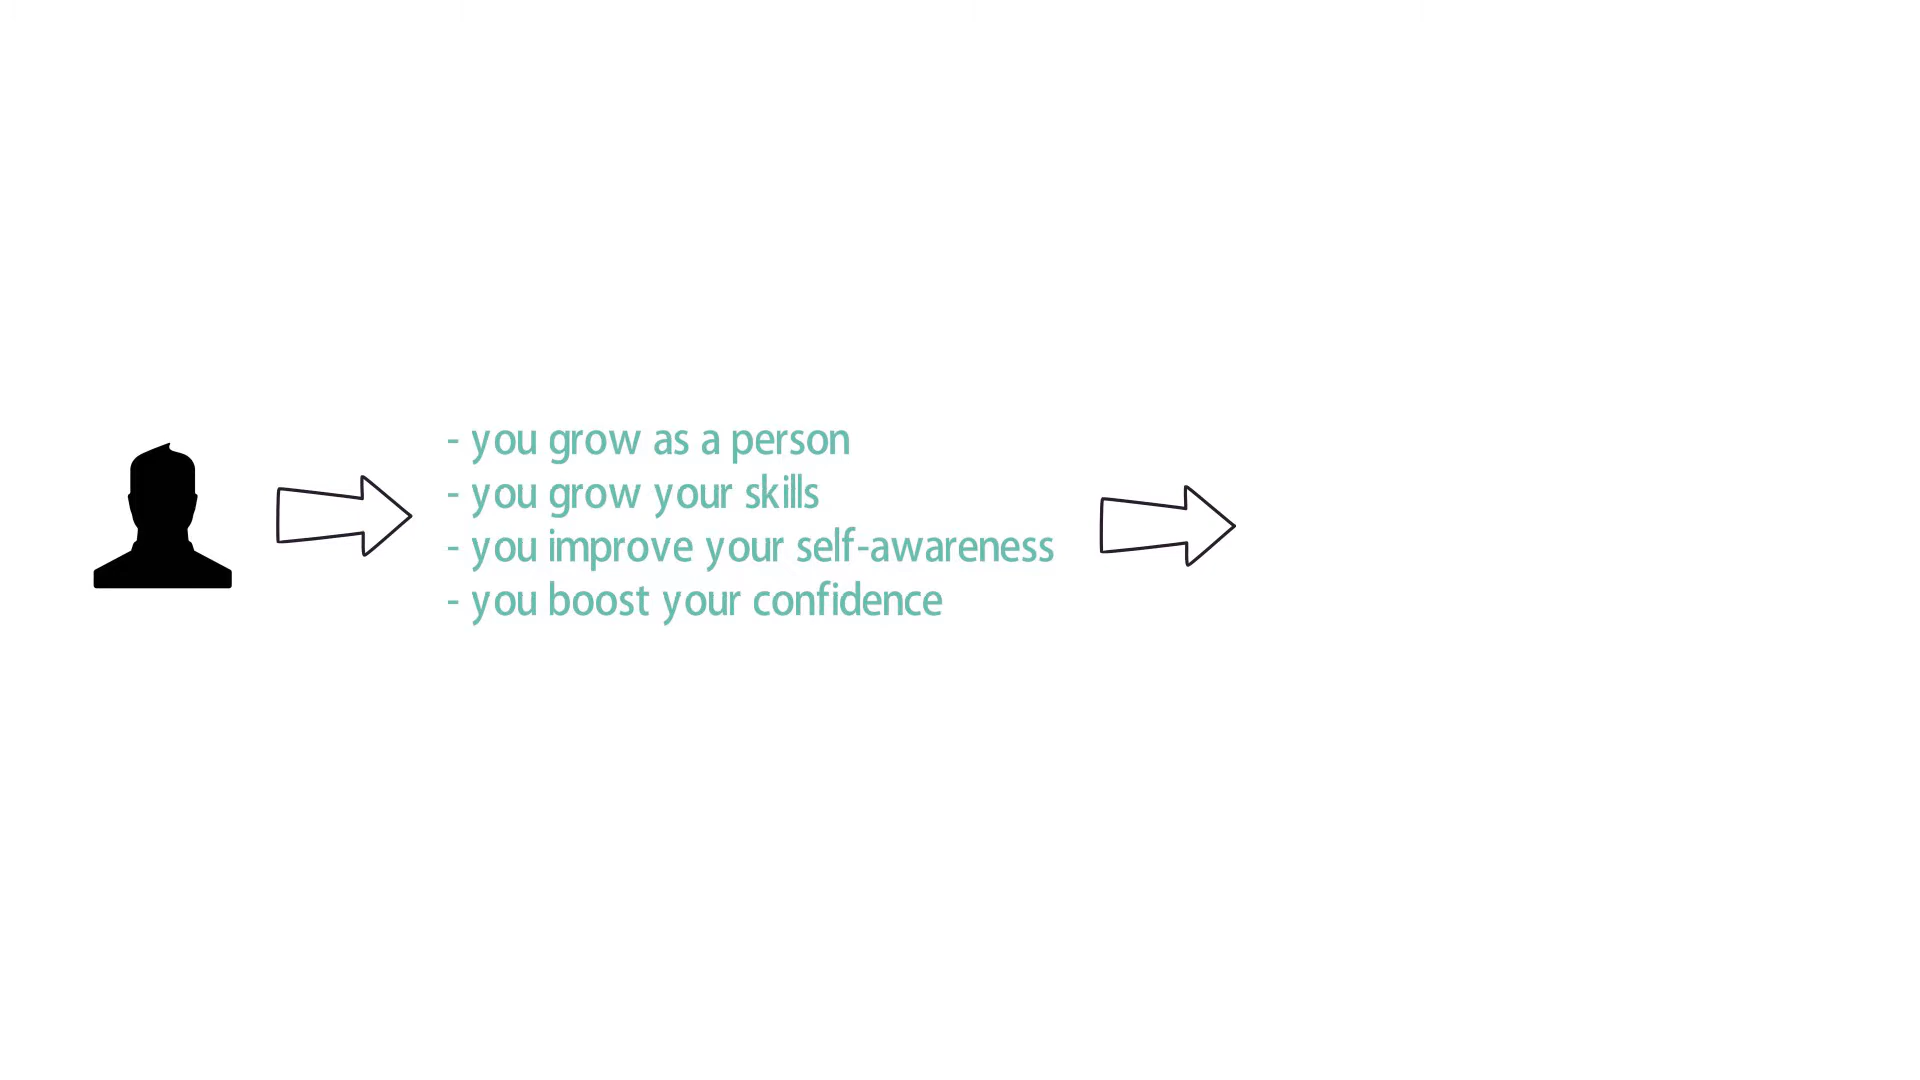 - you grow as a person
- you grow your skills
- you improve your self-awareness
- you boost your confidence